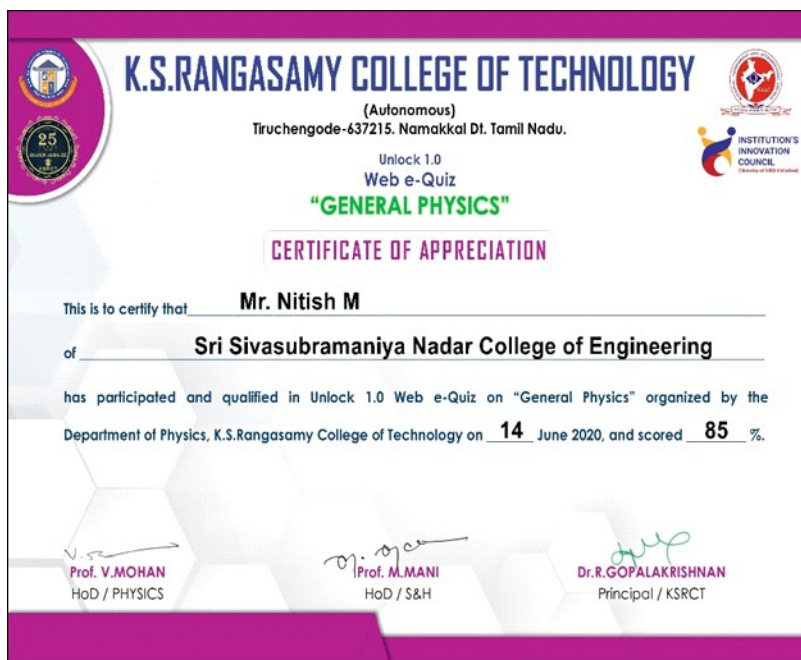 K.S.RANGASAMY COLLEGE OF TECHNOLOGY
(Autonomous)
Tiruchengode-637215. Namakkal Dt. Tamil Nadu.
25
INSTITUTION'S
INNOVATION
COUNCIL
Unlock 1.0
Web e-Quiz
"GENERAL PHYSICS"
CERTIFICATE OF APPRECIATION
This is to certify that Mr. Nitish M
of Sri Sivasubramaniya Nadar College of Engineering
has participated and qualified in Unlock 1.0 Web e-Quiz on "General Physics" organized by the
Department of Physics, K.S.Rangasamy College of Technology on 14 June 2020, and scored 85 %.
Prof. V.MOHAN
HoD / PHYSICS
Prof. M.MANI
HoD / S&H
Dr.R.GOPALAKRISHNAN
Principal / KSRCT